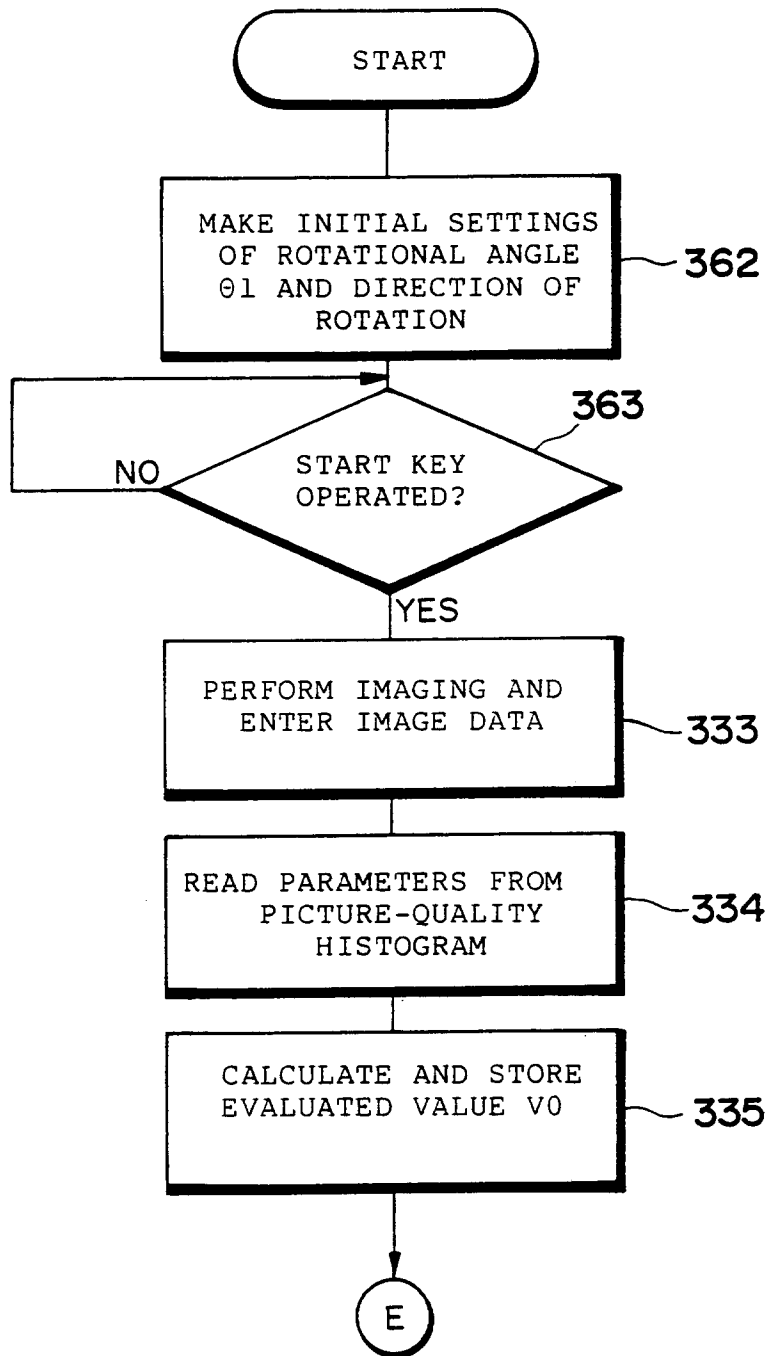 START
MAKE INITIAL SETTINGS
OF ROTATIONAL ANGLE
Θ1 AND DIRECTION OF
ROTATION
362
363
START KEY
OPERATED?
NO
YES
PERFORM IMAGING AND
ENTER IMAGE DATA
333
READ PARAMETERS FROM
PICTURE-QUALITY
HISTOGRAM
334
CALCULATE AND STORE
EVALUATED VALUE V0
335
E